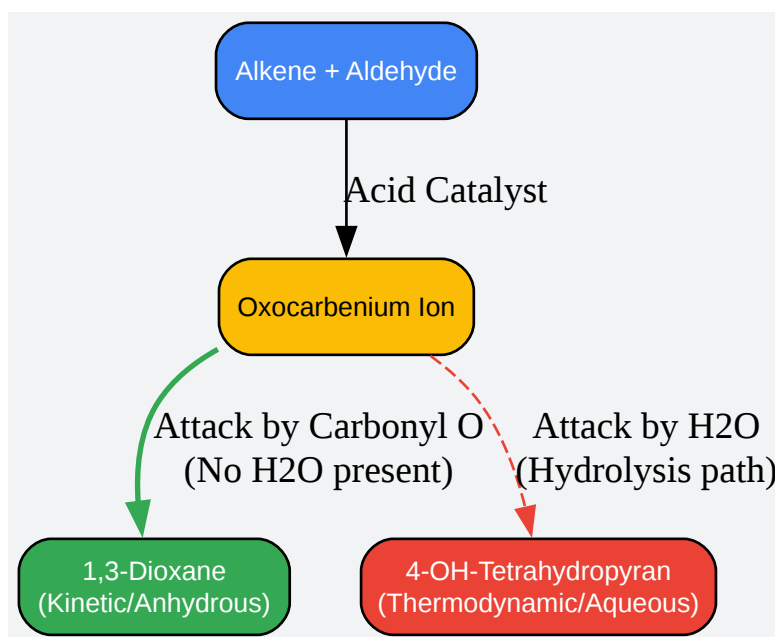 Alkene + Aldehyde
Acid Catalyst
Oxocarbenium Ion
Attack by Carbonyl O
(No H2O present)
Attack by H2O
(Hydrolysis path)
1,3-Dioxane
(Kinetic/Anhydrous)
4-OH-Tetrahydropyran
(Thermodynamic/Aqueous)